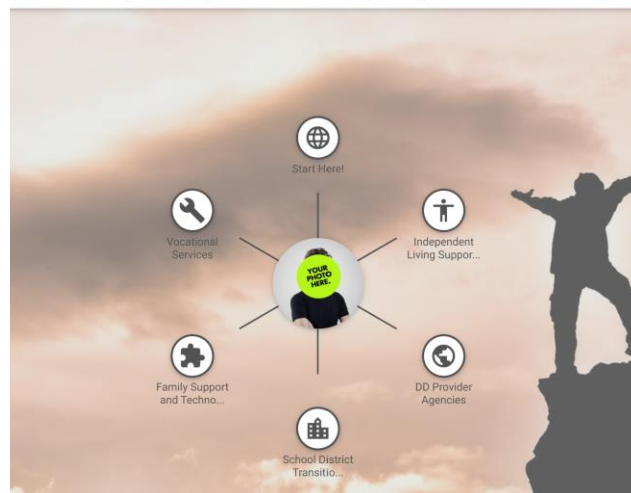 Start Here!
Vocational
Services
Independent
Living Suppor...
YOUR
PHOTO
HERE.
Family Support
and Techno...
DD Provider
Agencies
School District
Transitio...